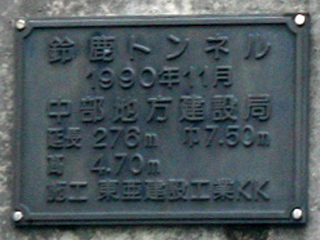 鈴鹿トンネル
1990年11月
中部地方建設局
延長 276m 巾7.50m
高 4.70m
施工 東亜建設工業KK